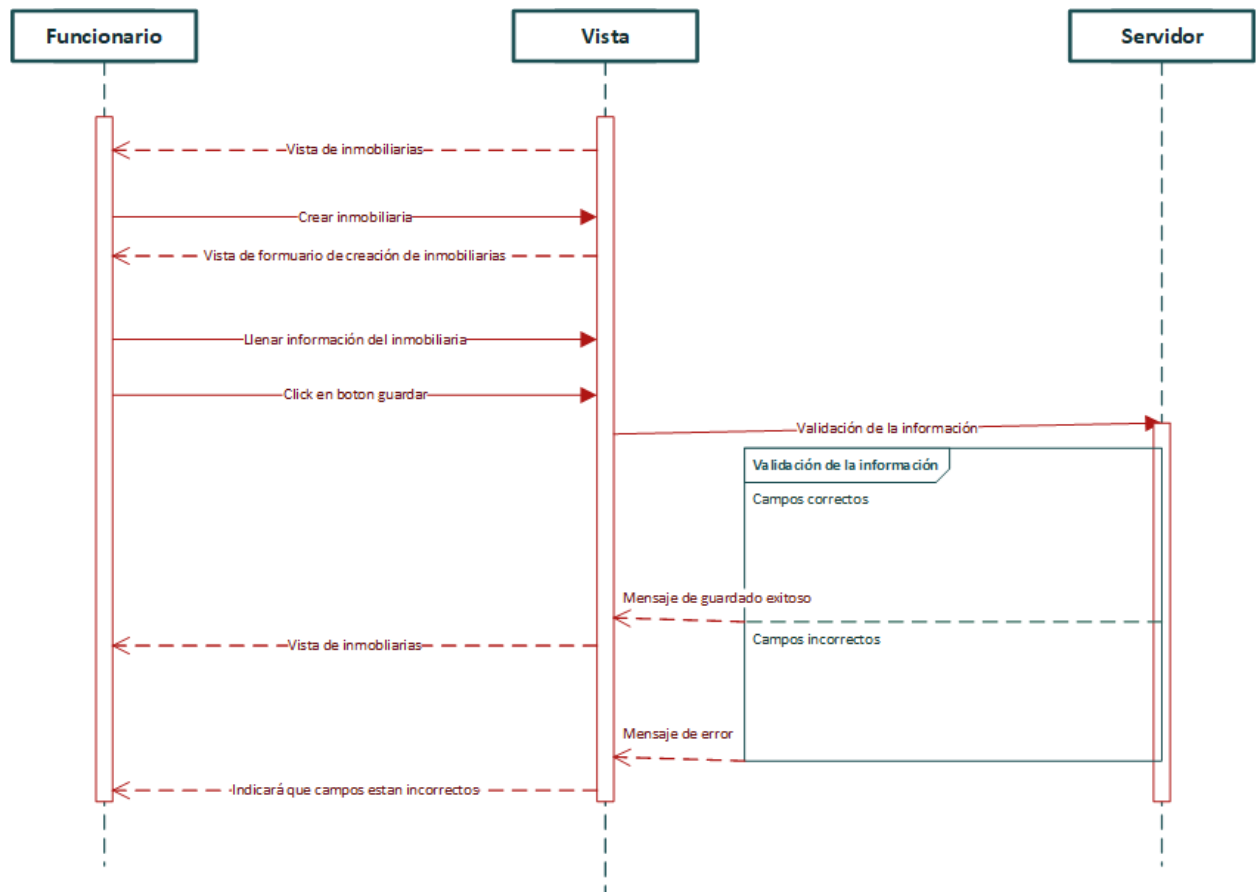 Funcionario
Vista
Servidor
Vista de inmobiliarias
Crear inmobiliaria
Vista de formuario de creación de inmobiliarias
Llenar información del inmobiliaria
Click en boton guardar
Validación de la información
Validación de la información
Campos correctos
Mensaje de guardado exitoso
Campos incorrectos
Vista de inmobliarias
Mensaje de error
Indicará que campos estan incorrectos